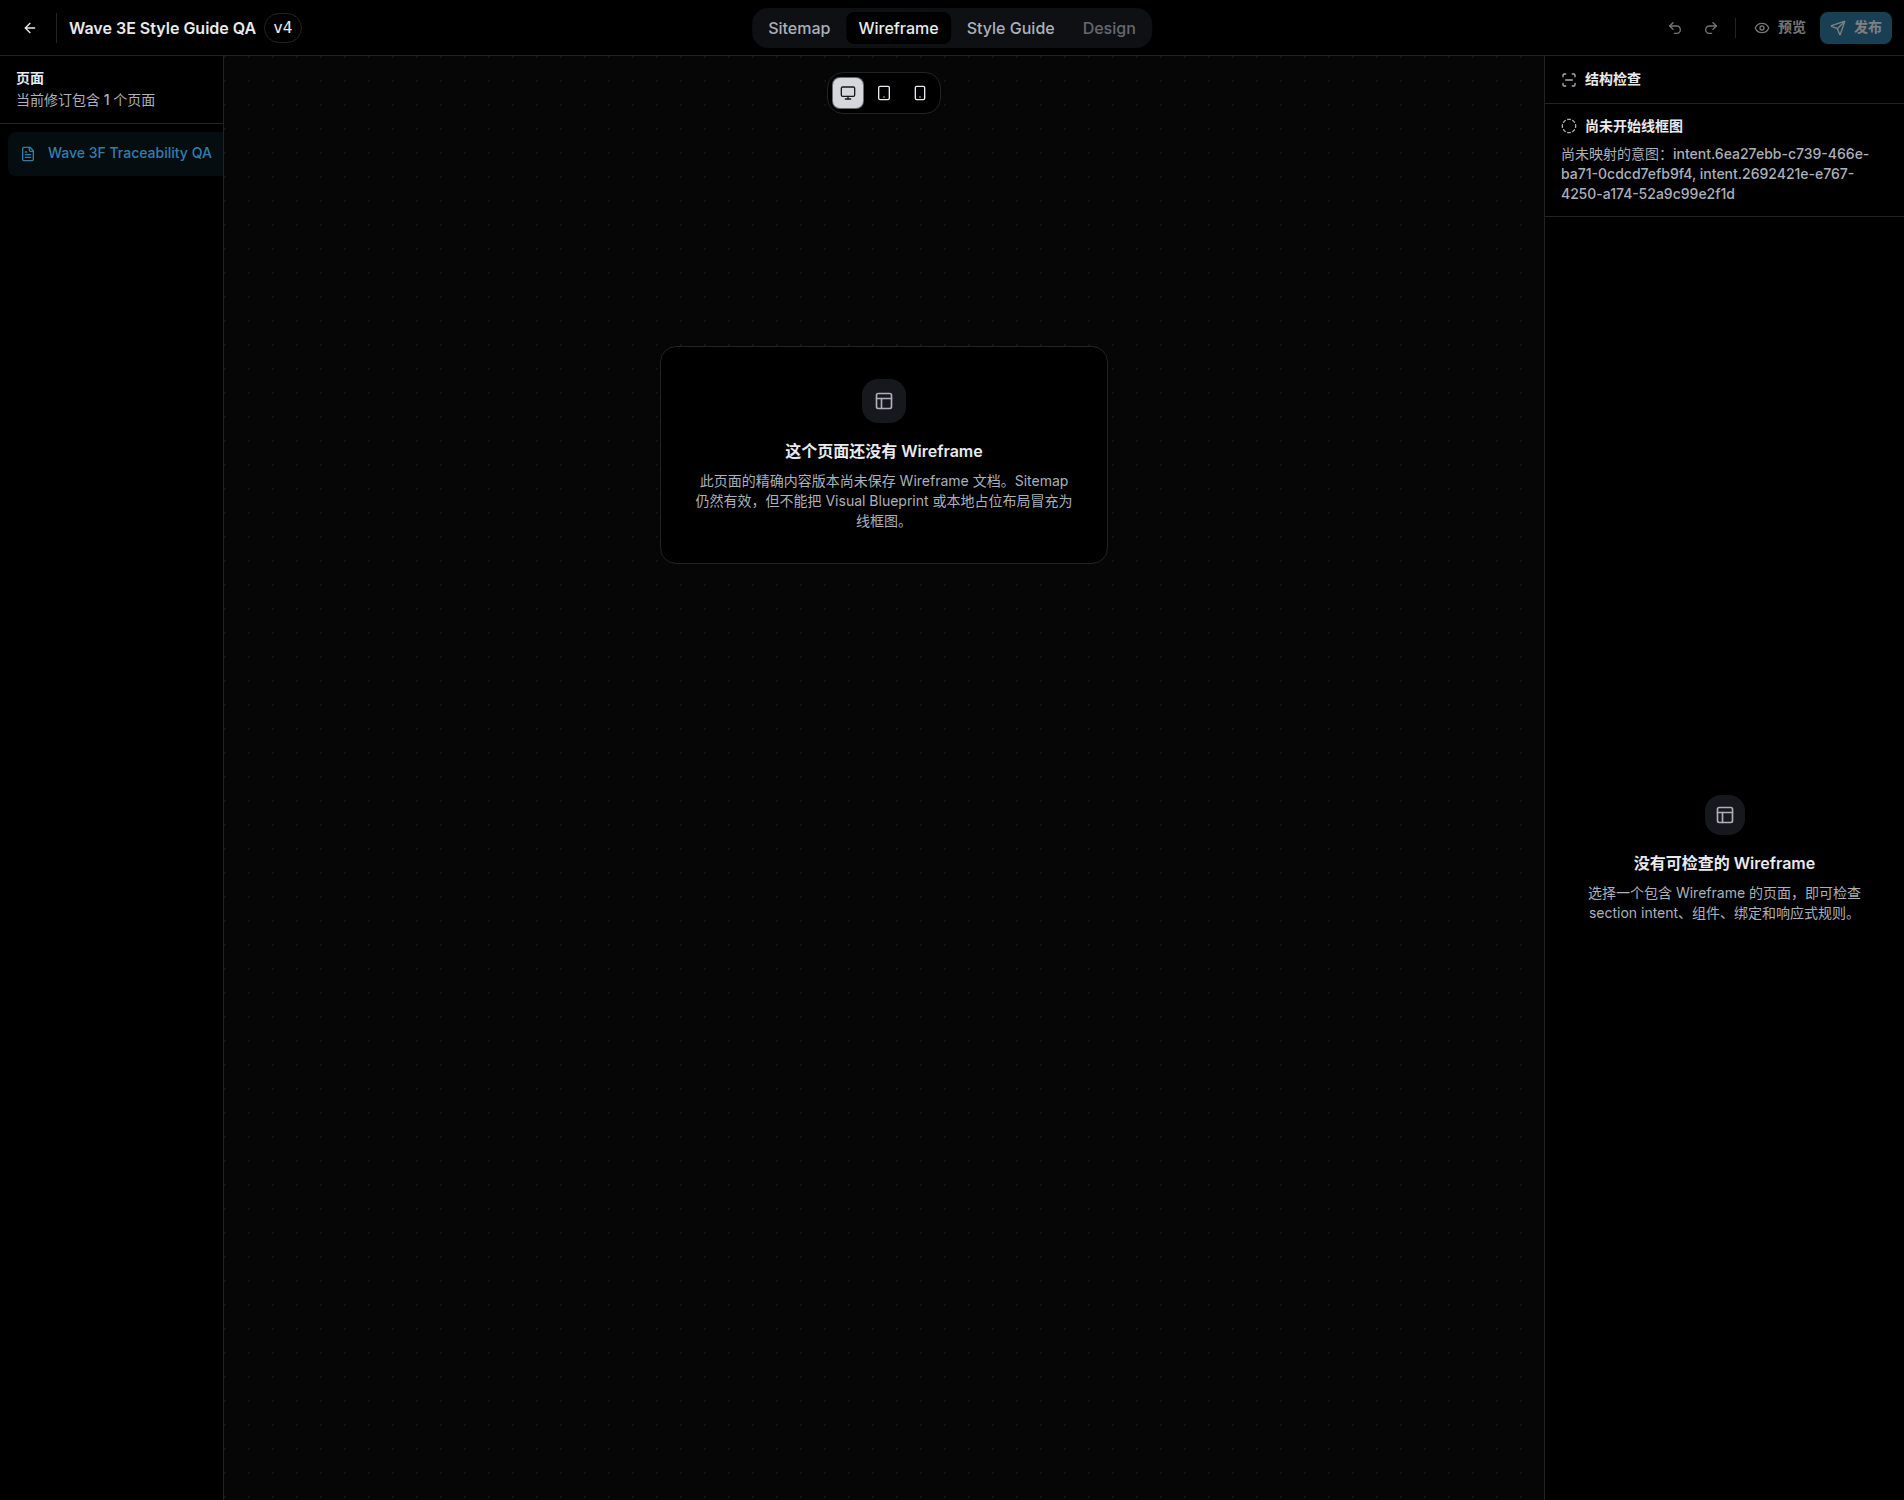 Wave 3E Style Guide QA v4
Sitemap Wireframe Style Guide Design
预览 发布
页面
当前修订包含 1 个页面
Wave 3F Traceability QA
这个页面还没有 Wireframe
此页面的精确内容版本尚未保存 Wireframe 文档。Sitemap
仍然有效，但不能把 Visual Blueprint 或本地占位布局冒充为
线框图。
结构检查
尚未开始线框图
尚未映射的意图：intent.6ea27ebb-c739-466e-
ba71-0cdcd7efb9f4, intent.2692421e-e767-
4250-a174-52a9c99e2f1d
没有可检查的 Wireframe
选择一个包含 Wireframe 的页面，即可检查
section intent、组件、绑定和响应式规则。